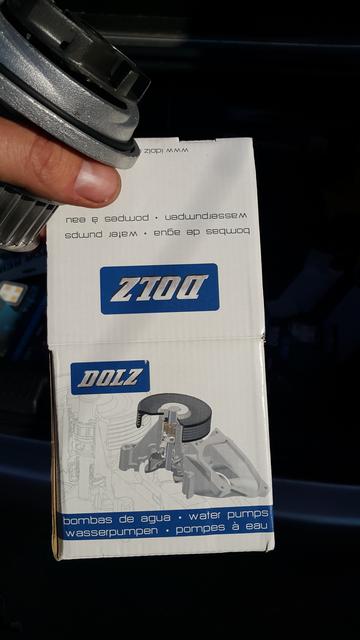 www.idolz
wasserpumpen • pompes à eau
bombas de agua • water pumps
DOLZ
DOLZ
bombas de agua • water pumps
wasserpumpen • pompes à eau